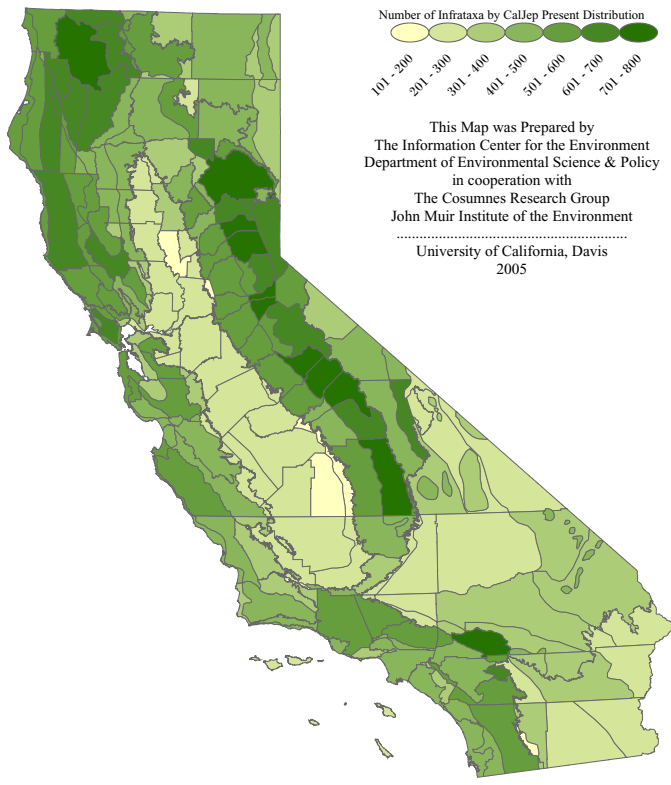 Number of Infrataxa by CalJep Present Distribution
101 - 200
201 - 300
301 - 400
401 - 500
501 - 600
601 - 700
701 - 800
This Map was Prepared by
The Information Center for the Environment
Department of Environmental Science & Policy
in cooperation with
The Cosumnes Research Group
John Muir Institute of the Environment
.........................................................
University of California, Davis
2005